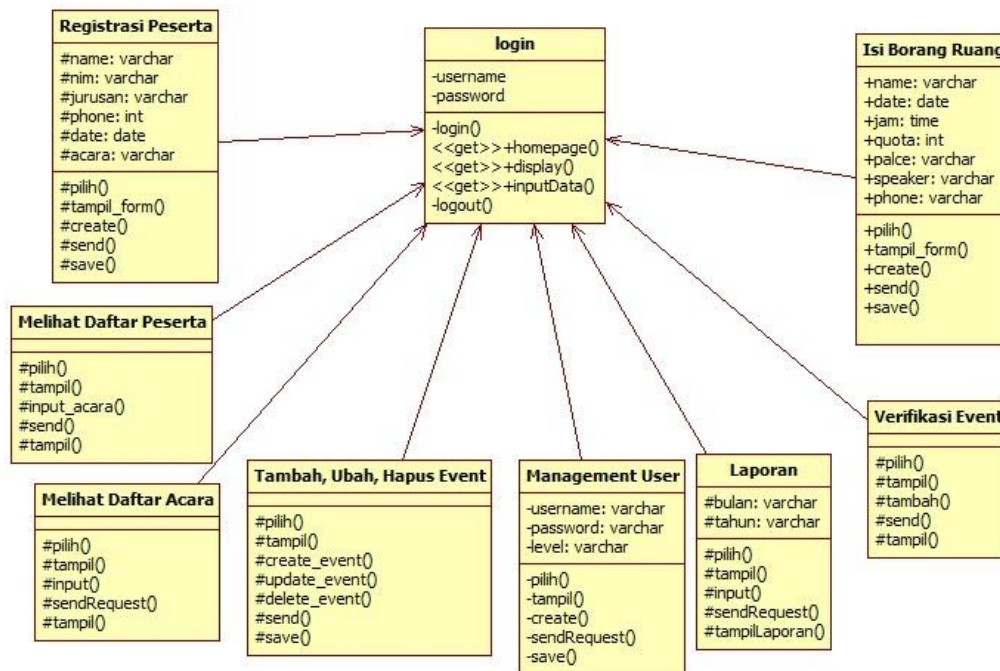 Registrasi Peserta
#name: varchar
#nim: varchar
#jurusan: varchar
#phone: int
#date: date
#acara: varchar
#pilih()
#tampil_form()
#create()
#send()
#save()
login
-username
-password
-login()
<<get>>+homepage()
<<get>>+display()
<<get>>+inputData()
-logout()
Isi Borang Ruang
+name: varchar
+date: date
+jam: time
+quota: int
+palce: varchar
+speaker: varchar
+phone: varchar
+pilih()
+tampil_form()
+create()
+send()
+save()
Melihat Daftar Peserta
#pilih()
#tampil()
#input_acara()
#send()
#tampil()
Melihat Daftar Acara
#pilih()
#tampil()
#input()
#sendRequest()
#tampil()
Tambah, Ubah, Hapus Event
#pilih()
#tampil()
#create_event()
#update_event()
#delete_event()
#send()
#save()
Management User
-username: varchar
-password: varchar
-level: varchar
-pilih()
-tampil()
-create()
-sendRequest()
-save()
Laporan
#bulan: varchar
#tahun: varchar
#pilih()
#tampil()
#input()
#sendRequest()
#tampilLaporan()
Verifikasi Event
#pilih()
#tampil()
#tambah()
#send()
#tampil()